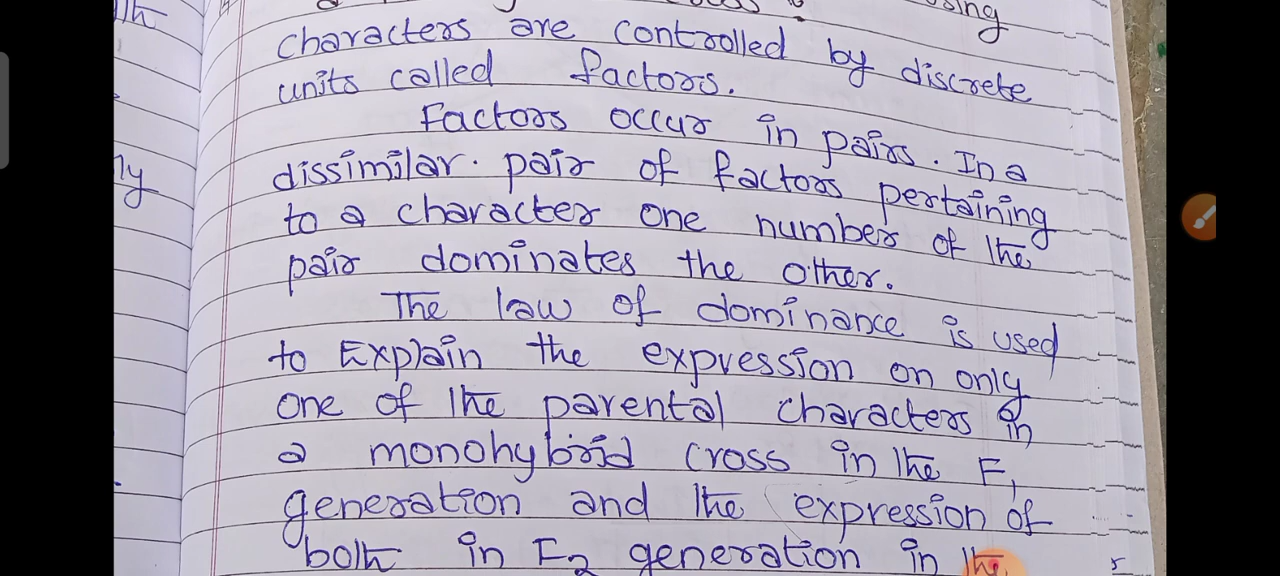 using
characters are controlled by discrete
units called factors.
Factors occur in pairs. In a
dissimilar. pair of factors pertaining
to a character one number of the
pair dominates the other.
The law of dominance is used
to Explain the expression on only
one of the parental characters in
a monohybrid cross in the F1
generation and the expression of
both in F2 generation in the